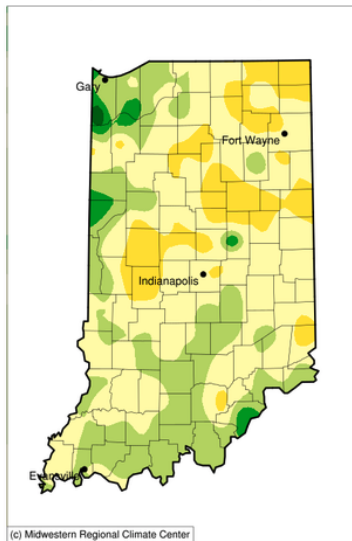 Gary
Fort Wayne
Indianapolis
Evansville
(c) Midwestern Regional Climate Center